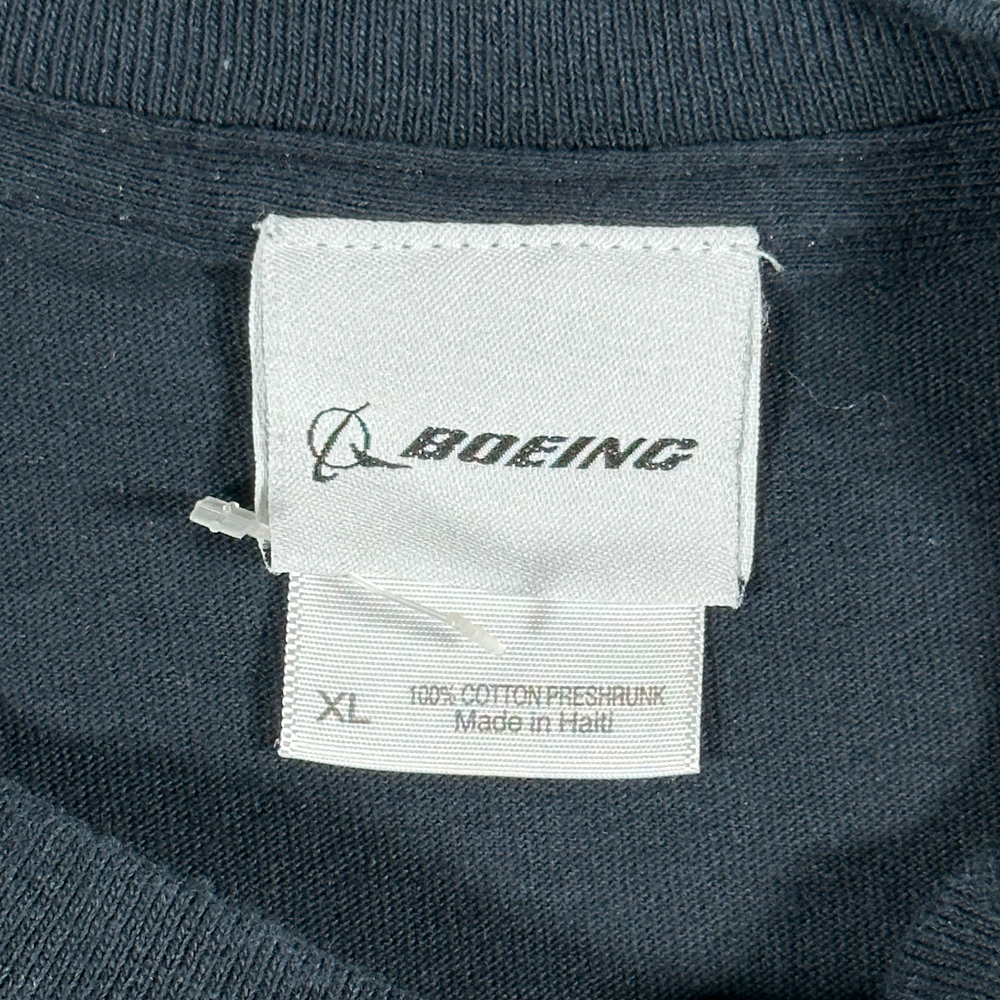 BOEING
XL
100% COTTON PRESHRUNK
Made in Haiti